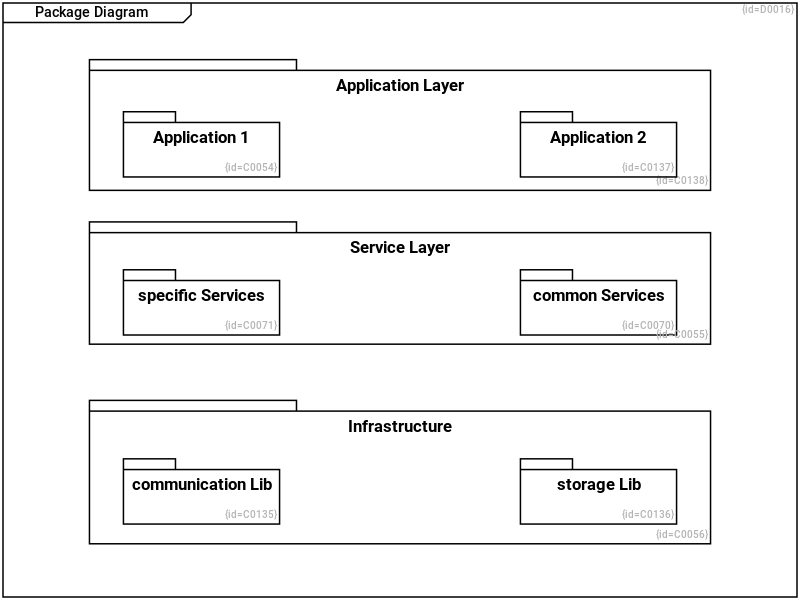 Package Diagram
{id=D0016}
Application Layer
Application 1
Application 2
{id=C0054}
{id=C0137}
{id=C0138}
Service Layer
specific Services
common Services
{id=C0071}
{id=C0070}
{id=C0055}
Infrastructure
communication Lib
storage Lib
{id=C0135}
{id=C0136}
{id=C0056}